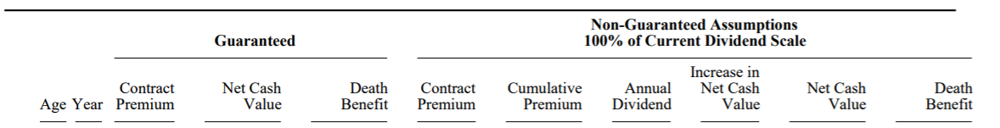 Non-Guaranteed Assumptions
Guaranteed 100% of Current Dividend Scale
Increase in
Contract Net Cash Death Contract Cumulative Annual Net Cash Net Cash Death
Age Year Premium Value Benefit Premium Premium Dividend Value Value Benefit